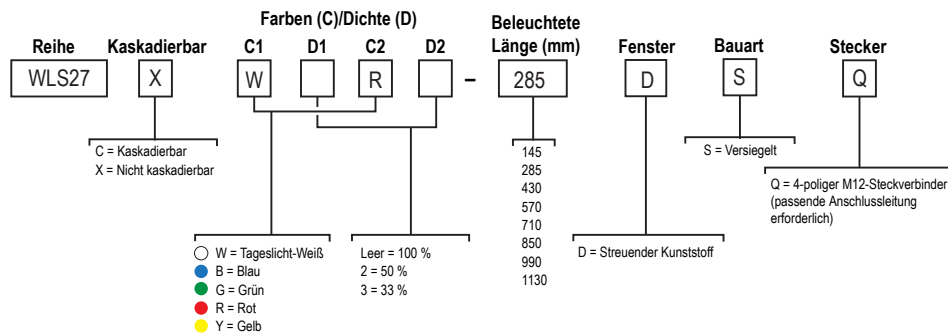 Farben (C)/Dichte (D)
Beleuchtete
Länge (mm)
Reihe Kaskadierbar C1 D1 C2 D2 Fenster Bauart Stecker
WLS27 X W R – 285 D S Q
C = Kaskadierbar
X = Nicht kaskadierbar
145
285
430
570
710
850
990
1130
S = Versiegelt
Q = 4-poliger M12-Steckverbinder
(passende Anschlussleitung
erforderlich)
W = Tageslicht-Weiß
B = Blau
G = Grün
R = Rot
Y = Gelb
Leer = 100 %
2 = 50 %
3 = 33 %
D = Streuender Kunststoff